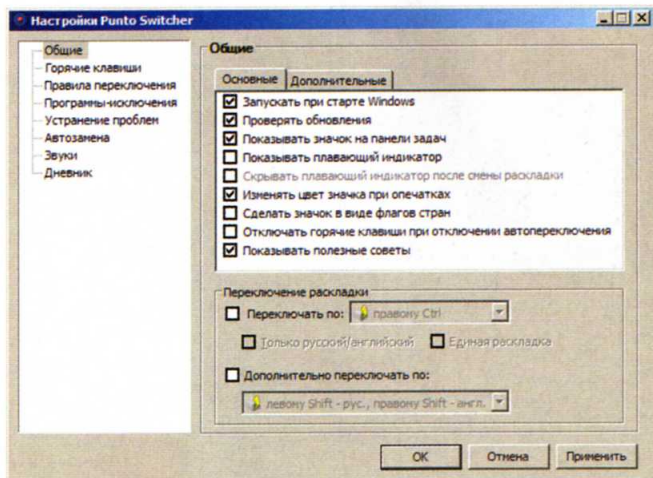 Настройки Punto Switcher
Общие
Горячие клавиши
Правила переключения
Программы-исключения
Устранение проблем
Автозамена
Звуки
Дневник
Общие
Основные Дополнительные
Запускать при старте Windows
Проверять обновления
Показывать значок на панели задач
Показывать плавающий индикатор
Скрывать плавающий индикатор после смены раскладки
Изменять цвет значка при опечатках
Сделать значок в виде флагов стран
Отключать горячие клавиши при отключении автопереключения
Показывать полезные советы
Переключение раскладки
Переключать по: правому Ctrl
Только русский/английский Единая раскладка
Дополнительно переключать по:
левому Shift - рус., правому Shift - англ.
ОК Отмена Применить